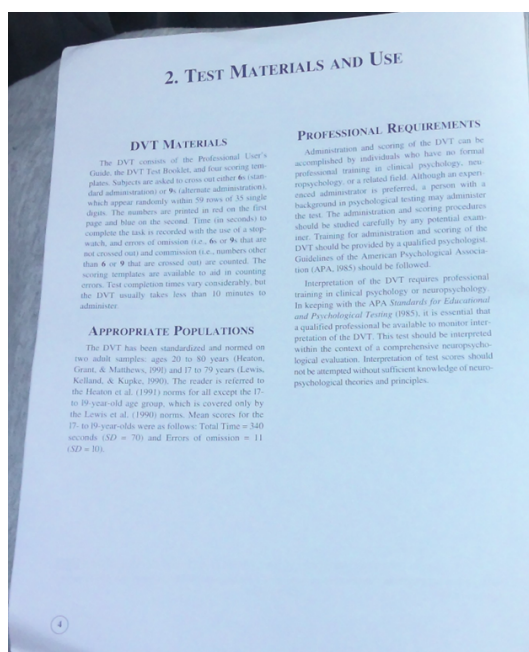 2. TEST MATERIALS AND USE
DVT MATERIALS
The DVT consists of the Professional User's
Guide, the DVT Test Booklet, and four scoring tem-
plates. Subjects are asked to cross out either 6s (stan-
dard administration) or 9s (alternate administration),
which appear randomly within 59 rows of 35 single
digits. The numbers are printed in red on the first
page and blue on the second. Time (in seconds) to
complete the task is recorded with the use of a stop-
watch, and errors of omission (i.e., 6s or 9s that are
not crossed out) and commission (i.e., numbers other
than 6 or 9 that are crossed out) are counted. The
scoring templates are available to aid in counting
errors. Test completion times vary considerably, but
the DVT usually takes less than 10 minutes to
administer.
APPROPRIATE POPULATIONS
The DVT has been standardized and normed on
two adult samples: ages 20 to 80 years (Heaton,
Grant, & Matthews, 1991) and 17 to 79 years (Lewis,
Kelland, & Kupke, 1990). The reader is referred to
the Heaton et al. (1991) norms for all except the 17-
to 19-year-old age group, which is covered only by
the Lewis et al. (1990) norms. Mean scores for the
17- to 19-year-olds were as follows: Total Time = 340
seconds (SD = 70) and Errors of omission = 11
(SD = 10).
PROFESSIONAL REQUIREMENTS
Administration and scoring of the DVT can be
accomplished by individuals who have no formal
professional training in clinical psychology, neu-
ropsychology, or a related field. Although an experi-
enced administrator is preferred, a person with a
background in psychological testing may administer
the test. The administration and scoring procedures
should be studied carefully by any potential exam-
iner. Training for administration and scoring of the
DVT should be provided by a qualified psychologist.
Guidelines of the American Psychological Associa-
tion (APA, 1985) should be followed.
Interpretation of the DVT requires professional
training in clinical psychology or neuropsychology.
In keeping with the APA Standards for Educational
and Psychological Testing (1985), it is essential that
a qualified professional be available to monitor inter-
pretation of the DVT. This test should be interpreted
within the context of a comprehensive neuropsycho-
logical evaluation. Interpretation of test scores should
not be attempted without sufficient knowledge of neuro-
psychological theories and principles.
4